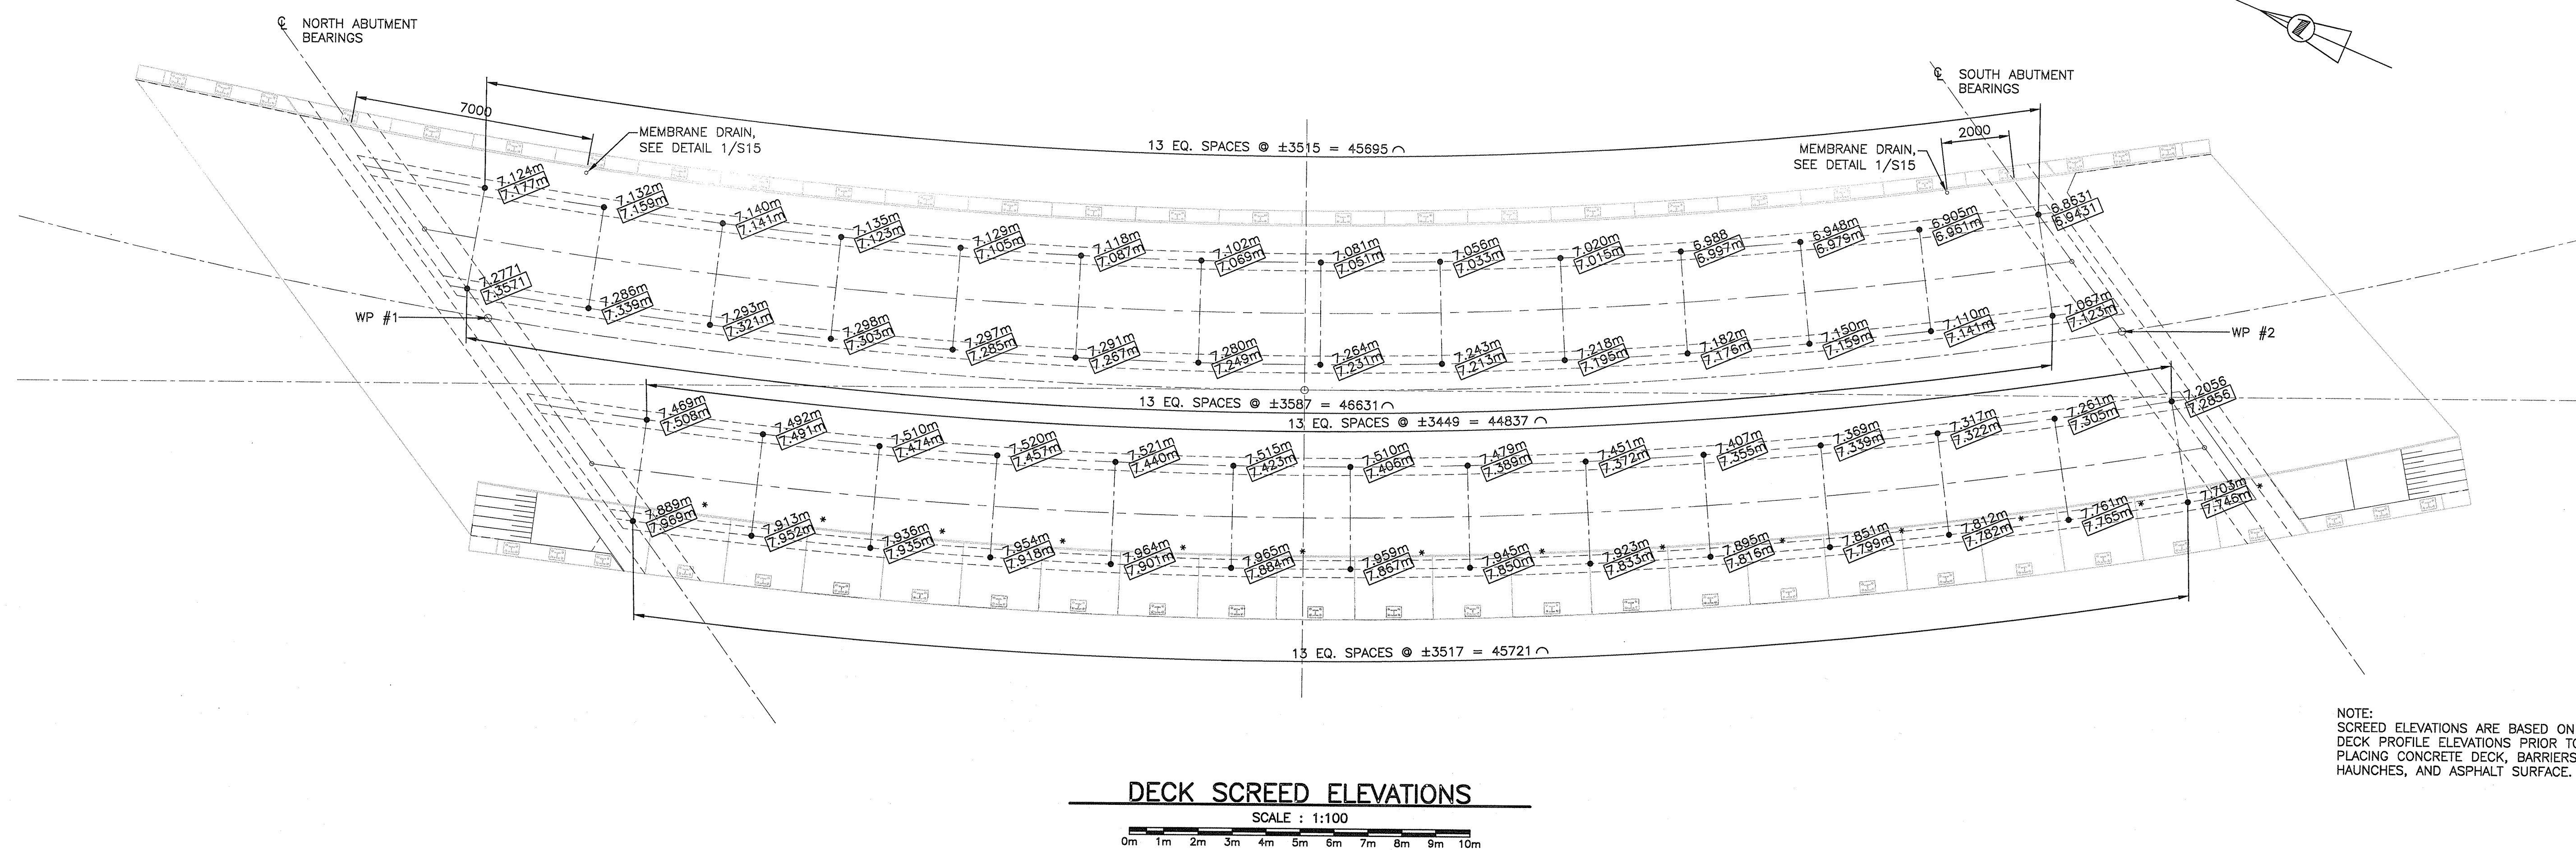 ℄ NORTH ABUTMENT
BEARINGS
℄ SOUTH ABUTMENT
BEARINGS
7000
MEMBRANE DRAIN,
SEE DETAIL 1/S15
13 EQ. SPACES @ ±3515 = 45695
MEMBRANE DRAIN,
SEE DETAIL 1/S15
2000
7.124m
7.177m
7.132m
7.159m
7.140m
7.141m
7.135m
7.123m
7.129m
7.105m
7.118m
7.087m
7.102m
7.069m
7.081m
7.051m
7.056m
7.033m
7.020m
7.015m
6.988
6.997m
6.948m
6.979m
6.905m
6.961m
6.8631
6.9431
7.2771
7.3571
7.286m
7.339m
7.293m
7.321m
7.298m
7.303m
7.297m
7.285m
7.291m
7.267m
7.280m
7.249m
7.264m
7.231m
7.243m
7.213m
7.218m
7.195m
7.182m
7.176m
7.150m
7.159m
7.110m
7.141m
7.067m
7.123m
WP #1
WP #2
13 EQ. SPACES @ ±3587 = 46631
13 EQ. SPACES @ ±3449 = 44837
7.469m
7.508m
7.492m
7.491m
7.510m
7.474m
7.520m
7.457m
7.521m
7.440m
7.515m
7.423m
7.510m
7.406m
7.479m
7.389m
7.451m
7.372m
7.407m
7.355m
7.369m
7.339m
7.317m
7.322m
7.261m
7.305m
7.2056
7.2856
7.889m *
7.969m
7.913m *
7.952m
7.936m *
7.935m
7.954m *
7.918m
7.964m *
7.901m
7.965m *
7.884m
7.959m *
7.867m
7.945m *
7.850m
7.923m *
7.833m
7.895m *
7.816m
7.851m *
7.799m
7.812m *
7.782m
7.761m *
7.765m
7.703m *
7.746m
13 EQ. SPACES @ ±3517 = 45721
NOTE:
SCREED ELEVATIONS ARE BASED ON
DECK PROFILE ELEVATIONS PRIOR TO
PLACING CONCRETE DECK, BARRIERS
HAUNCHES, AND ASPHALT SURFACE.
DECK SCREED ELEVATIONS
SCALE : 1:100
0m 1m 2m 3m 4m 5m 6m 7m 8m 9m 10m